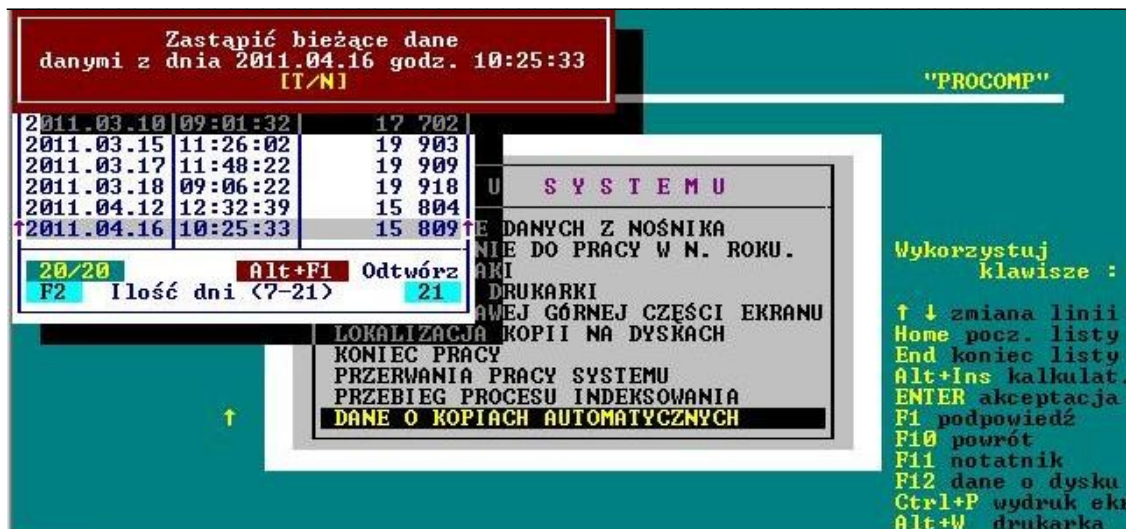 Zastąpić bieżące dane
danymi z dnia 2011.04.16 godz. 10:25:33
[T/N]
"PROCOMP"
2011.03.10 09:01:32 17 702
2011.03.15 11:26:02 19 903
2011.03.17 11:48:22 19 909
2011.03.18 09:06:22 19 918
2011.04.12 12:32:39 15 804
↑2011.04.16 10:25:33 15 809↑
20/20 Alt+F1 Odtwórz
F2 Ilość dni (7-21) 21
U SYSTEMU
E DANYCH Z NOŚNIKA
NIE DO PRACY W N. ROKU.
AKI
DRUKARKI
AWEJ GÓRNEJ CZĘŚCI EKRANU
LOKALIZACJA KOPII NA DYSKACH
KONIEC PRACY
PRZERWANIA PRACY SYSTEMU
PRZEBIEG PROCESU INDEKSOWANIA
↑ DANE O KOPIACH AUTOMATYCZNYCH
Wykorzystuj
klawisze :
↑ ↓ zmiana linii
Home pocz. listy
End koniec listy
Alt+Ins kalkulat.
ENTER akceptacja
F1 podpowiedź
F10 powrót
F11 notatnik
F12 dane o dysku
Ctrl+P wydruk ekr
Alt+W drukarka